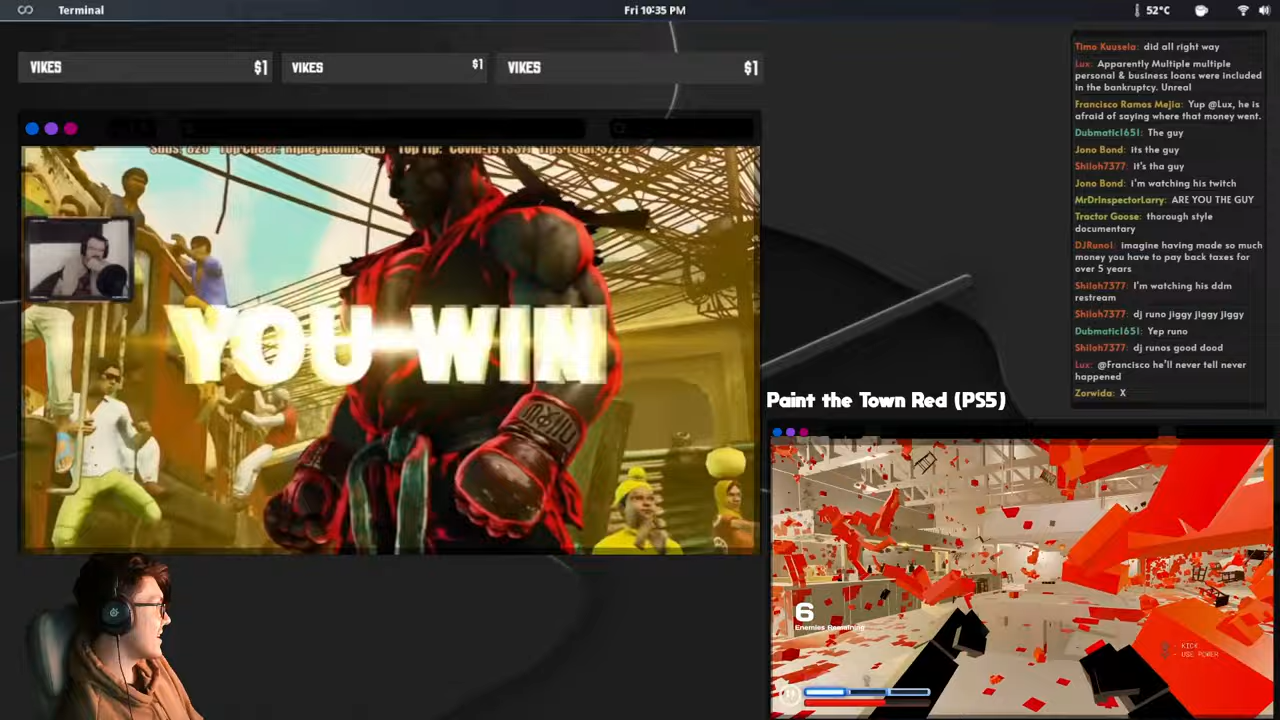 Terminal
Fri 10:35 PM
52°C
VIKES $1
VIKES $1
VIKES $1
YOU WIN
Timo Kuusela: did all right way
Lux: Apparently Multiple multiple
personal & business loans were included
in the bankruptcy. Unreal
Francisco Ramos Mejia: Yup @Lux, he is
afraid of saying where that money went.
Dubmatic1651: The guy
Jono Bond: its the guy
Shiloh7377: it's tha guy
Jono Bond: I'm watching his twitch
MrDrInspectorLarry: ARE YOU THE GUY
Tractor Goose: thorough style
documentary
DJRuno1: imagine having made so much
money you have to pay back taxes for
over 5 years
Shiloh7377: I'm watching his ddm
restream
Shiloh7377: dj runo jiggy jiggy jiggy
Dubmatic1651: Yep runo
Shiloh7377: dj runos good dood
Lux: @Francisco he'll never tell never
happened
Zorwida: X
Paint the Town Red (PS5)
6
Enemies Remaining
- KICK
- USE POWER